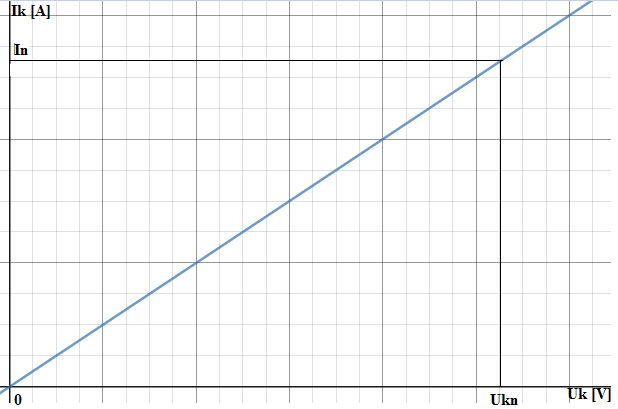 Ik [A]
In
0
Ukn
Uk [V]